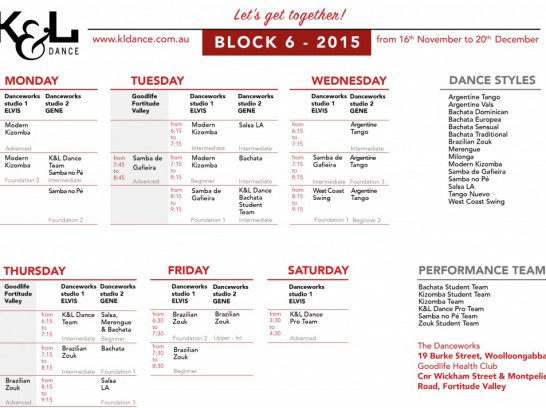 K&L
DANCE
Let's get together!
www.kldance.com.au
BLOCK 6 - 2015
from 16th November to 20th December
MONDAY
Danceworks studio 1 ELVIS
Danceworks studio 2 GENE
Modern Kizomba
Advanced
Modern Kizomba
Foundation 2
K&L Dance Team Samba no Pé
Intermediate
Samba no Pé
Foundation 2
TUESDAY
Goodlife Fortitude Valley
Danceworks studio 1 ELVIS
Danceworks studio 2 GENE
from 6:15 to 7:15
Modern Kizomba
Intermediate
Salsa LA
Intermediate
from 7:45 to 8:45
Samba de Gafieira
Advanced
from 7:15 to 8:15
Modern Kizomba
Beginner
Bachata
Intermediate
from 8:15 to 9:15
Samba de Gafieira
Foundation 1
K&L Dance Bachata Student Team
Intermediate
WEDNESDAY
Danceworks studio 1 ELVIS
Danceworks studio 2 GENE
from 6:15 to 7:15
Argentine Tango
Intermediate
from 7:15 to 8:15
Samba de Gafieira
Intermediate
Argentine Tango
Foundation 3
from 8:15 to 9:15
West Coast Swing
Foundation 1
Argentine Tango
Beginner 2
DANCE STYLES
Argentine Tango
Argentine Vals
Bachata Dominican
Bachata Europea
Bachata Sensual
Bachata Traditional
Brazilian Zouk
Merengue
Milonga
Modern Kizomba
Samba de Gafieira
Samba no Pé
Salsa LA
Tango Nuevo
West Coast Swing
THURSDAY
Goodlife Fortitude Valley
Danceworks studio 1 ELVIS
Danceworks studio 2 GENE
from 6:15 to 7:15
K&L Dance Team
Intermediate
Salsa, Merengue & Bachata
Beginner
from 7:15 to 8:15
Brazilian Zouk
Intermediate
Bachata
Foundation 1
Brazilian Zouk
Advanced
from 8:15 to 9:15
Salsa LA
Foundation 2
FRIDAY
Danceworks studio 1 ELVIS
Danceworks studio 2 GENE
from 6:30 to 7:30
Brazilian Zouk
Foundation 2
Brazilian Zouk
Upper - Int
from 7:30 to 8:30
Brazilian Zouk
Foundation 1
SATURDAY
Danceworks studio 1 ELVIS
from 3:30 to 4:30
K&L Dance Pro Team
Advanced
PERFORMANCE TEAM
Bachata Student Team
Kizomba Student Team
Kizomba Team
K&L Dance Pro Team
Samba no Pé Team
Zouk Student Team
The Danceworks
19 Burke Street, Woolloongabba
Goodlife Health Club
Cnr Wickham Street & Montpelie
Road, Fortitude Valley